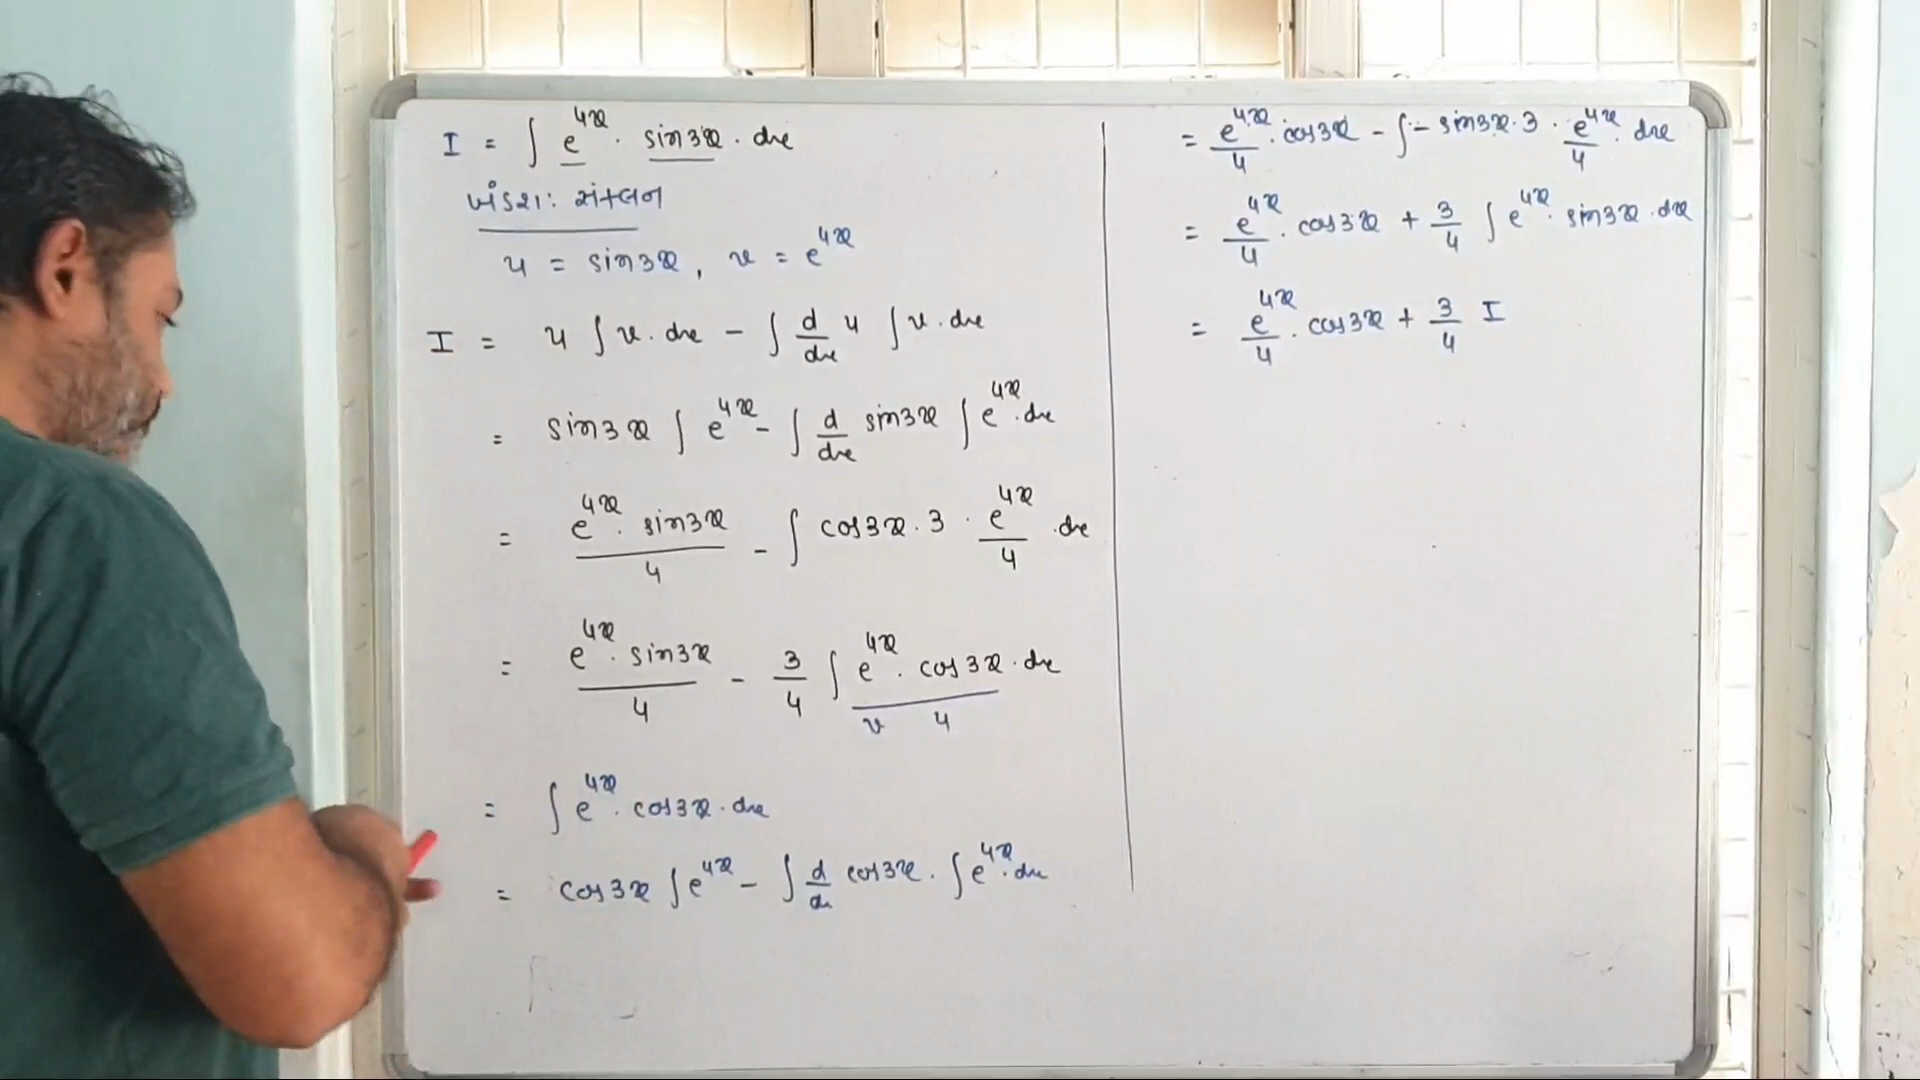 I = ∫ e^4x · sin3x · dx
ખંડશઃ સંકલન
u = sin3x , v = e^4x
I = u ∫ v · dx - ∫ d/dx u ∫ v · dx
= sin3x ∫ e^4x - ∫ d/dx sin3x ∫ e^4x · dx
= e^4x · sin3x / 4 - ∫ cos3x · 3 · e^4x / 4 · dx
= e^4x · sin3x / 4 - 3/4 ∫ e^4x · cos3x · dx
v u
= ∫ e^4x · cos3x · dx
= cos3x ∫ e^4x - ∫ d/dx cos3x · ∫ e^4x · dx
= e^4x / 4 · cos3x - ∫ - sin3x · 3 · e^4x / 4 · dx
= e^4x / 4 · cos3x + 3/4 ∫ e^4x · sin3x · dx
= e^4x / 4 · cos3x + 3/4 I